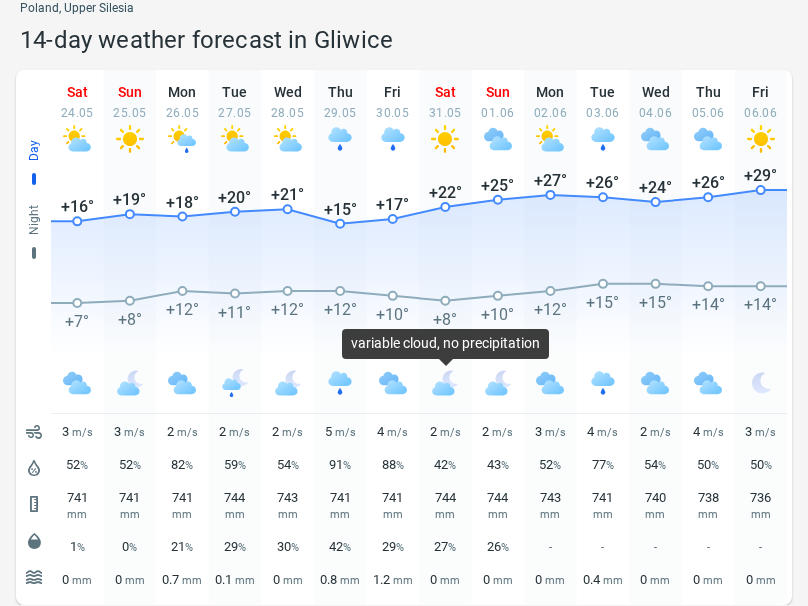 Poland, Upper Silesia
14-day weather forecast in Gliwice
Sat Sun Mon Tue Wed Thu Fri Sat Sun Mon Tue Wed Thu Fri
24.05 25.05 26.05 27.05 28.05 29.05 30.05 31.05 01.06 02.06 03.06 04.06 05.06 06.06
Day
+16° +19° +18° +20° +21° +15° +17° +22° +25° +27° +26° +24° +26° +29°
Night
+7° +8° +12° +11° +12° +12° +10° +8° +10° +12° +15° +15° +14° +14°
variable cloud, no precipitation
3 m/s 3 m/s 2 m/s 2 m/s 2 m/s 5 m/s 4 m/s 2 m/s 2 m/s 3 m/s 4 m/s 2 m/s 4 m/s 3 m/s
52% 52% 82% 59% 54% 91% 88% 42% 43% 52% 77% 54% 50% 50%
741 741 741 744 743 741 741 744 744 743 741 740 738 736
mm mm mm mm mm mm mm mm mm mm mm mm mm mm
1% 0% 21% 29% 30% 42% 29% 27% 26% - - - - -
0 mm 0 mm 0.7 mm 0.1 mm 0 mm 0.8 mm 1.2 mm 0 mm 0 mm 0 mm 0.4 mm 0 mm 0 mm 0 mm